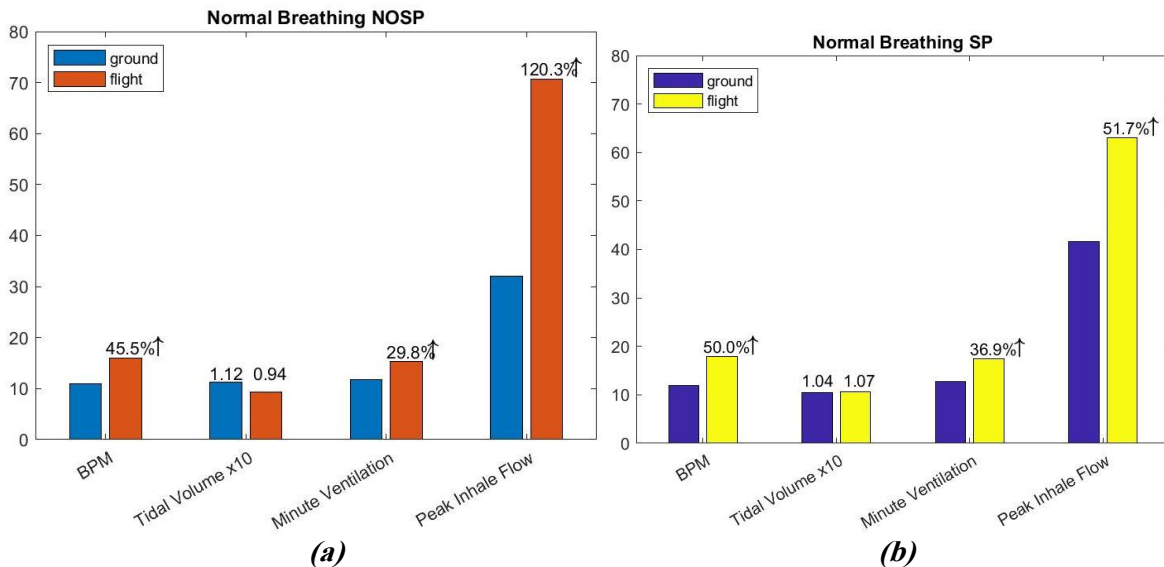 Normal Breathing NOSP
80
70
60
50
40
30
20
10
0
ground
flight
45.5%↑
1.12 0.94
29.8%↑
120.3%↑
BPM
Tidal Volume x10
Minute Ventilation
Peak Inhale Flow
(a)
Normal Breathing SP
80
70
60
50
40
30
20
10
0
ground
flight
50.0%↑
1.04 1.07
36.9%↑
51.7%↑
BPM
Tidal Volume x10
Minute Ventilation
Peak Inhale Flow
(b)